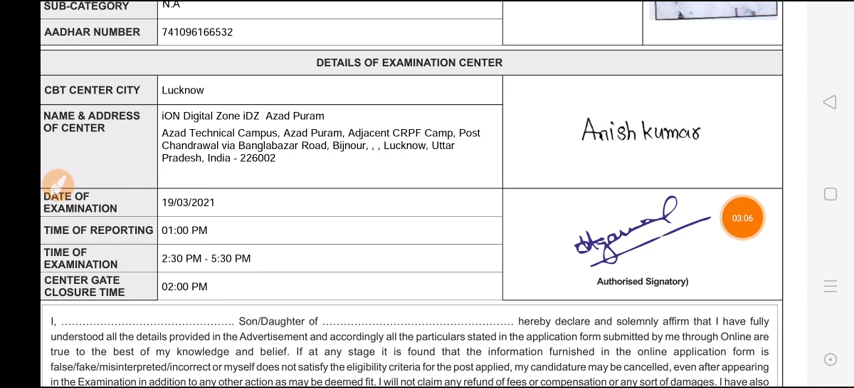 SUB-CATEGORY N.A
AADHAR NUMBER 741096166532
DETAILS OF EXAMINATION CENTER
CBT CENTER CITY Lucknow
NAME & ADDRESS OF CENTER
iON Digital Zone iDZ Azad Puram
Azad Technical Campus, Azad Puram, Adjacent CRPF Camp, Post
Chandrawal via Banglabazar Road, Bijnour, , , Lucknow, Uttar
Pradesh, India - 226002
Anish kumar
DATE OF EXAMINATION 19/03/2021
TIME OF REPORTING 01:00 PM
TIME OF EXAMINATION 2:30 PM - 5:30 PM
CENTER GATE CLOSURE TIME 02:00 PM
03:06
Authorised Signatory)
I, ................................................ Son/Daughter of ..................................................... hereby declare and solemnly affirm that I have fully
understood all the details provided in the Advertisement and accordingly all the particulars stated in the application form submitted by me through Online are
true to the best of my knowledge and belief. If at any stage it is found that the information furnished in the online application form is
false/fake/misinterpreted/incorrect or myself does not satisfy the eligibility criteria for the post applied, my candidature may be cancelled, even after appearing
in the Examination in addition to any other action as may be deemed fit. I will not claim any refund of fees or compensation or any sort of damages. I have also